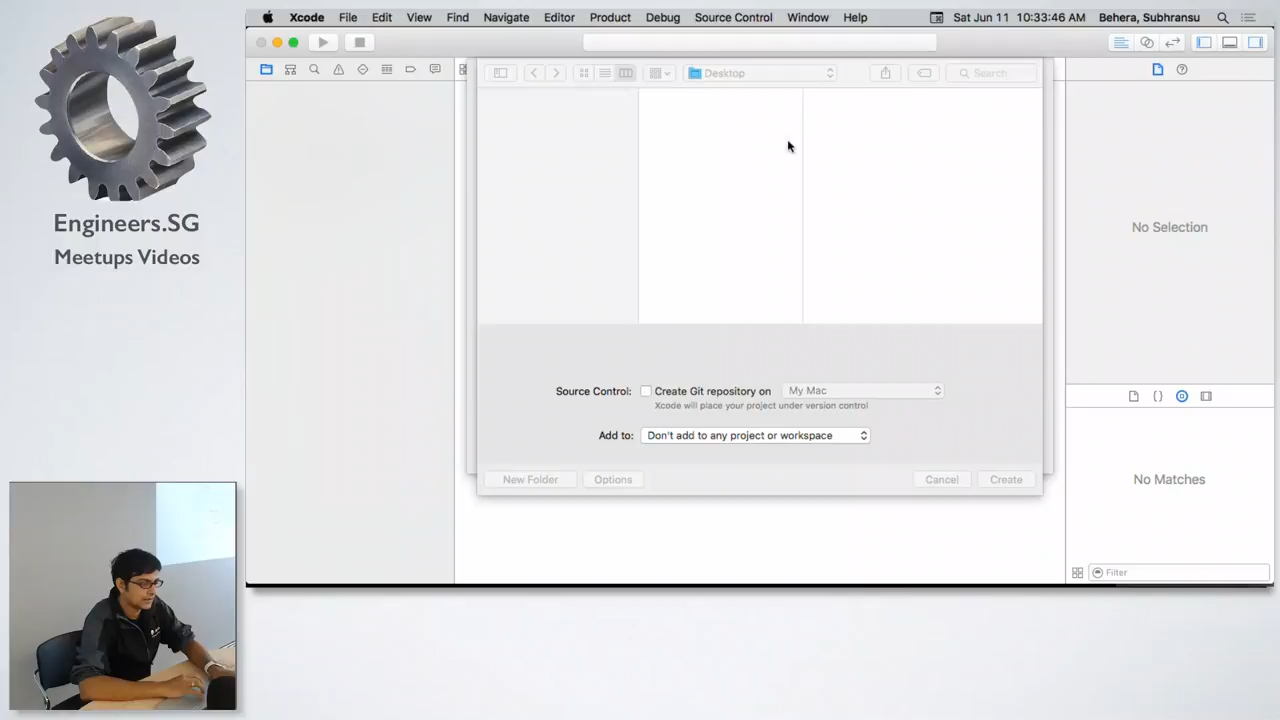 Xcode File Edit View Find Navigate Editor Product Debug Source Control Window Help Sat Jun 11 10:33:46 AM Behera, Subhransu
Desktop
Search
Engineers.SG
Meetups Videos
No Selection
Source Control: Create Git repository on My Mac
Xcode will place your project under version control
Add to: Don't add to any project or workspace
New Folder Options Cancel Create
No Matches
Filter